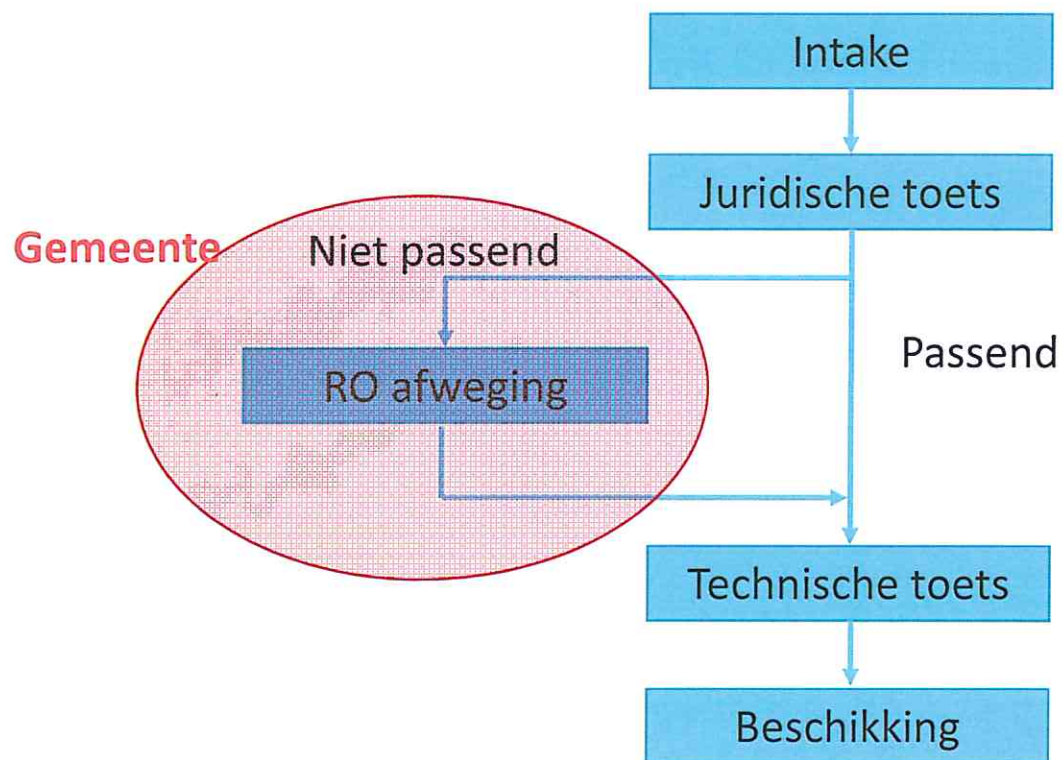 Intake
Juridische toets
Gemeente
Niet passend
Passend
RO afweging
Technische toets
Beschikking